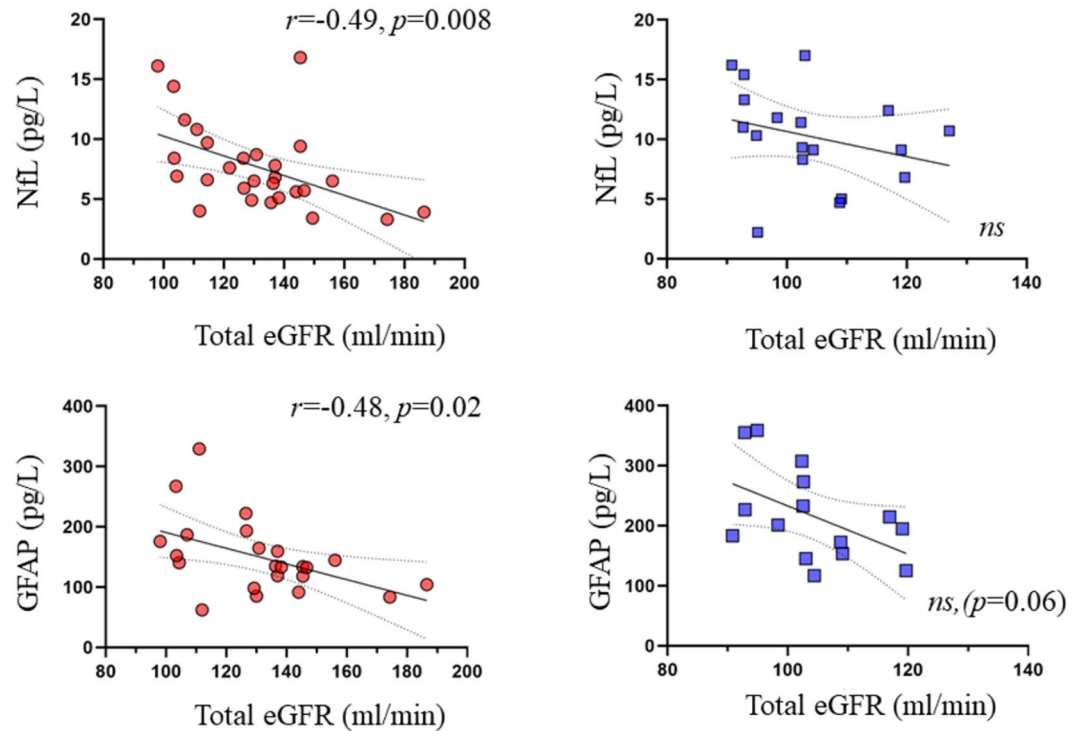 r=-0.49, p=0.008
NfL (pg/L)
20
15
10
5
0
80 100 120 140 160 180 200
Total eGFR (ml/min)
NfL (pg/L)
20
15
10
5
0
ns
80 100 120 140
Total eGFR (ml/min)
r=-0.48, p=0.02
GFAP (pg/L)
400
300
200
100
0
80 100 120 140 160 180 200
Total eGFR (ml/min)
GFAP (pg/L)
400
300
200
100
0
ns, (p=0.06)
80 100 120 140
Total eGFR (ml/min)